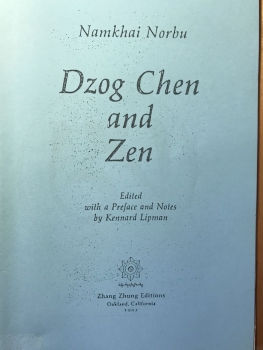 Namkhai Norbu
Dzog Chen
and
Zen
Edited
with a Preface and Notes
by Kennard Lipman
Zhang Zhung Editions
Oakland, California